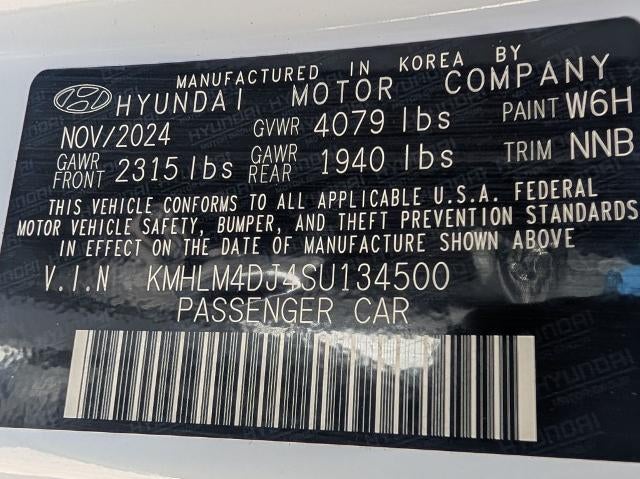 MANUFACTURED IN KOREA BY
HYUNDAI MOTOR COMPANY
NOV/2024 GVWR 4079 lbs PAINT W6H
GAWR FRONT 2315 lbs GAWR REAR 1940 lbs TRIM NNB
THIS VEHICLE CONFORMS TO ALL APPLICABLE U.S.A. FEDERAL
MOTOR VEHICLE SAFETY, BUMPER, AND THEFT PREVENTION STANDARDS
IN EFFECT ON THE DATE OF MANUFACTURE SHOWN ABOVE
V.I.N KMHLM4DJ4SU134500
PASSENGER CAR